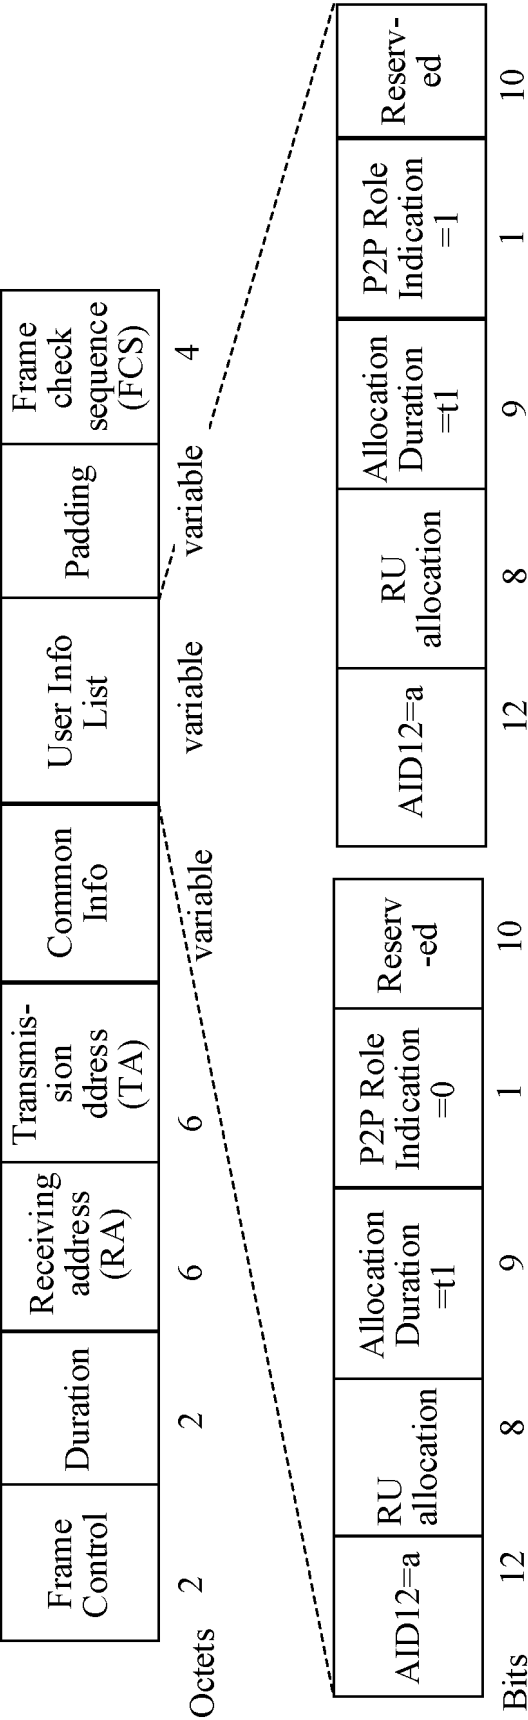 Frame
Control
Duration
Receiving
address
(RA)
Transmis-
sion
ddress
(TA)
Common
Info
User Info
List
Padding
Frame
check
sequence
(FCS)
Octets
2
2
6
6
variable
variable
variable
4
AID12=a
RU
allocation
Allocation
Duration
=t1
P2P Role
Indication
=0
Reserv
-ed
AID12=a
RU
allocation
Allocation
Duration
=t1
P2P Role
Indication
=1
Reserv-
ed
Bits
12
8
9
1
10
12
8
9
1
10